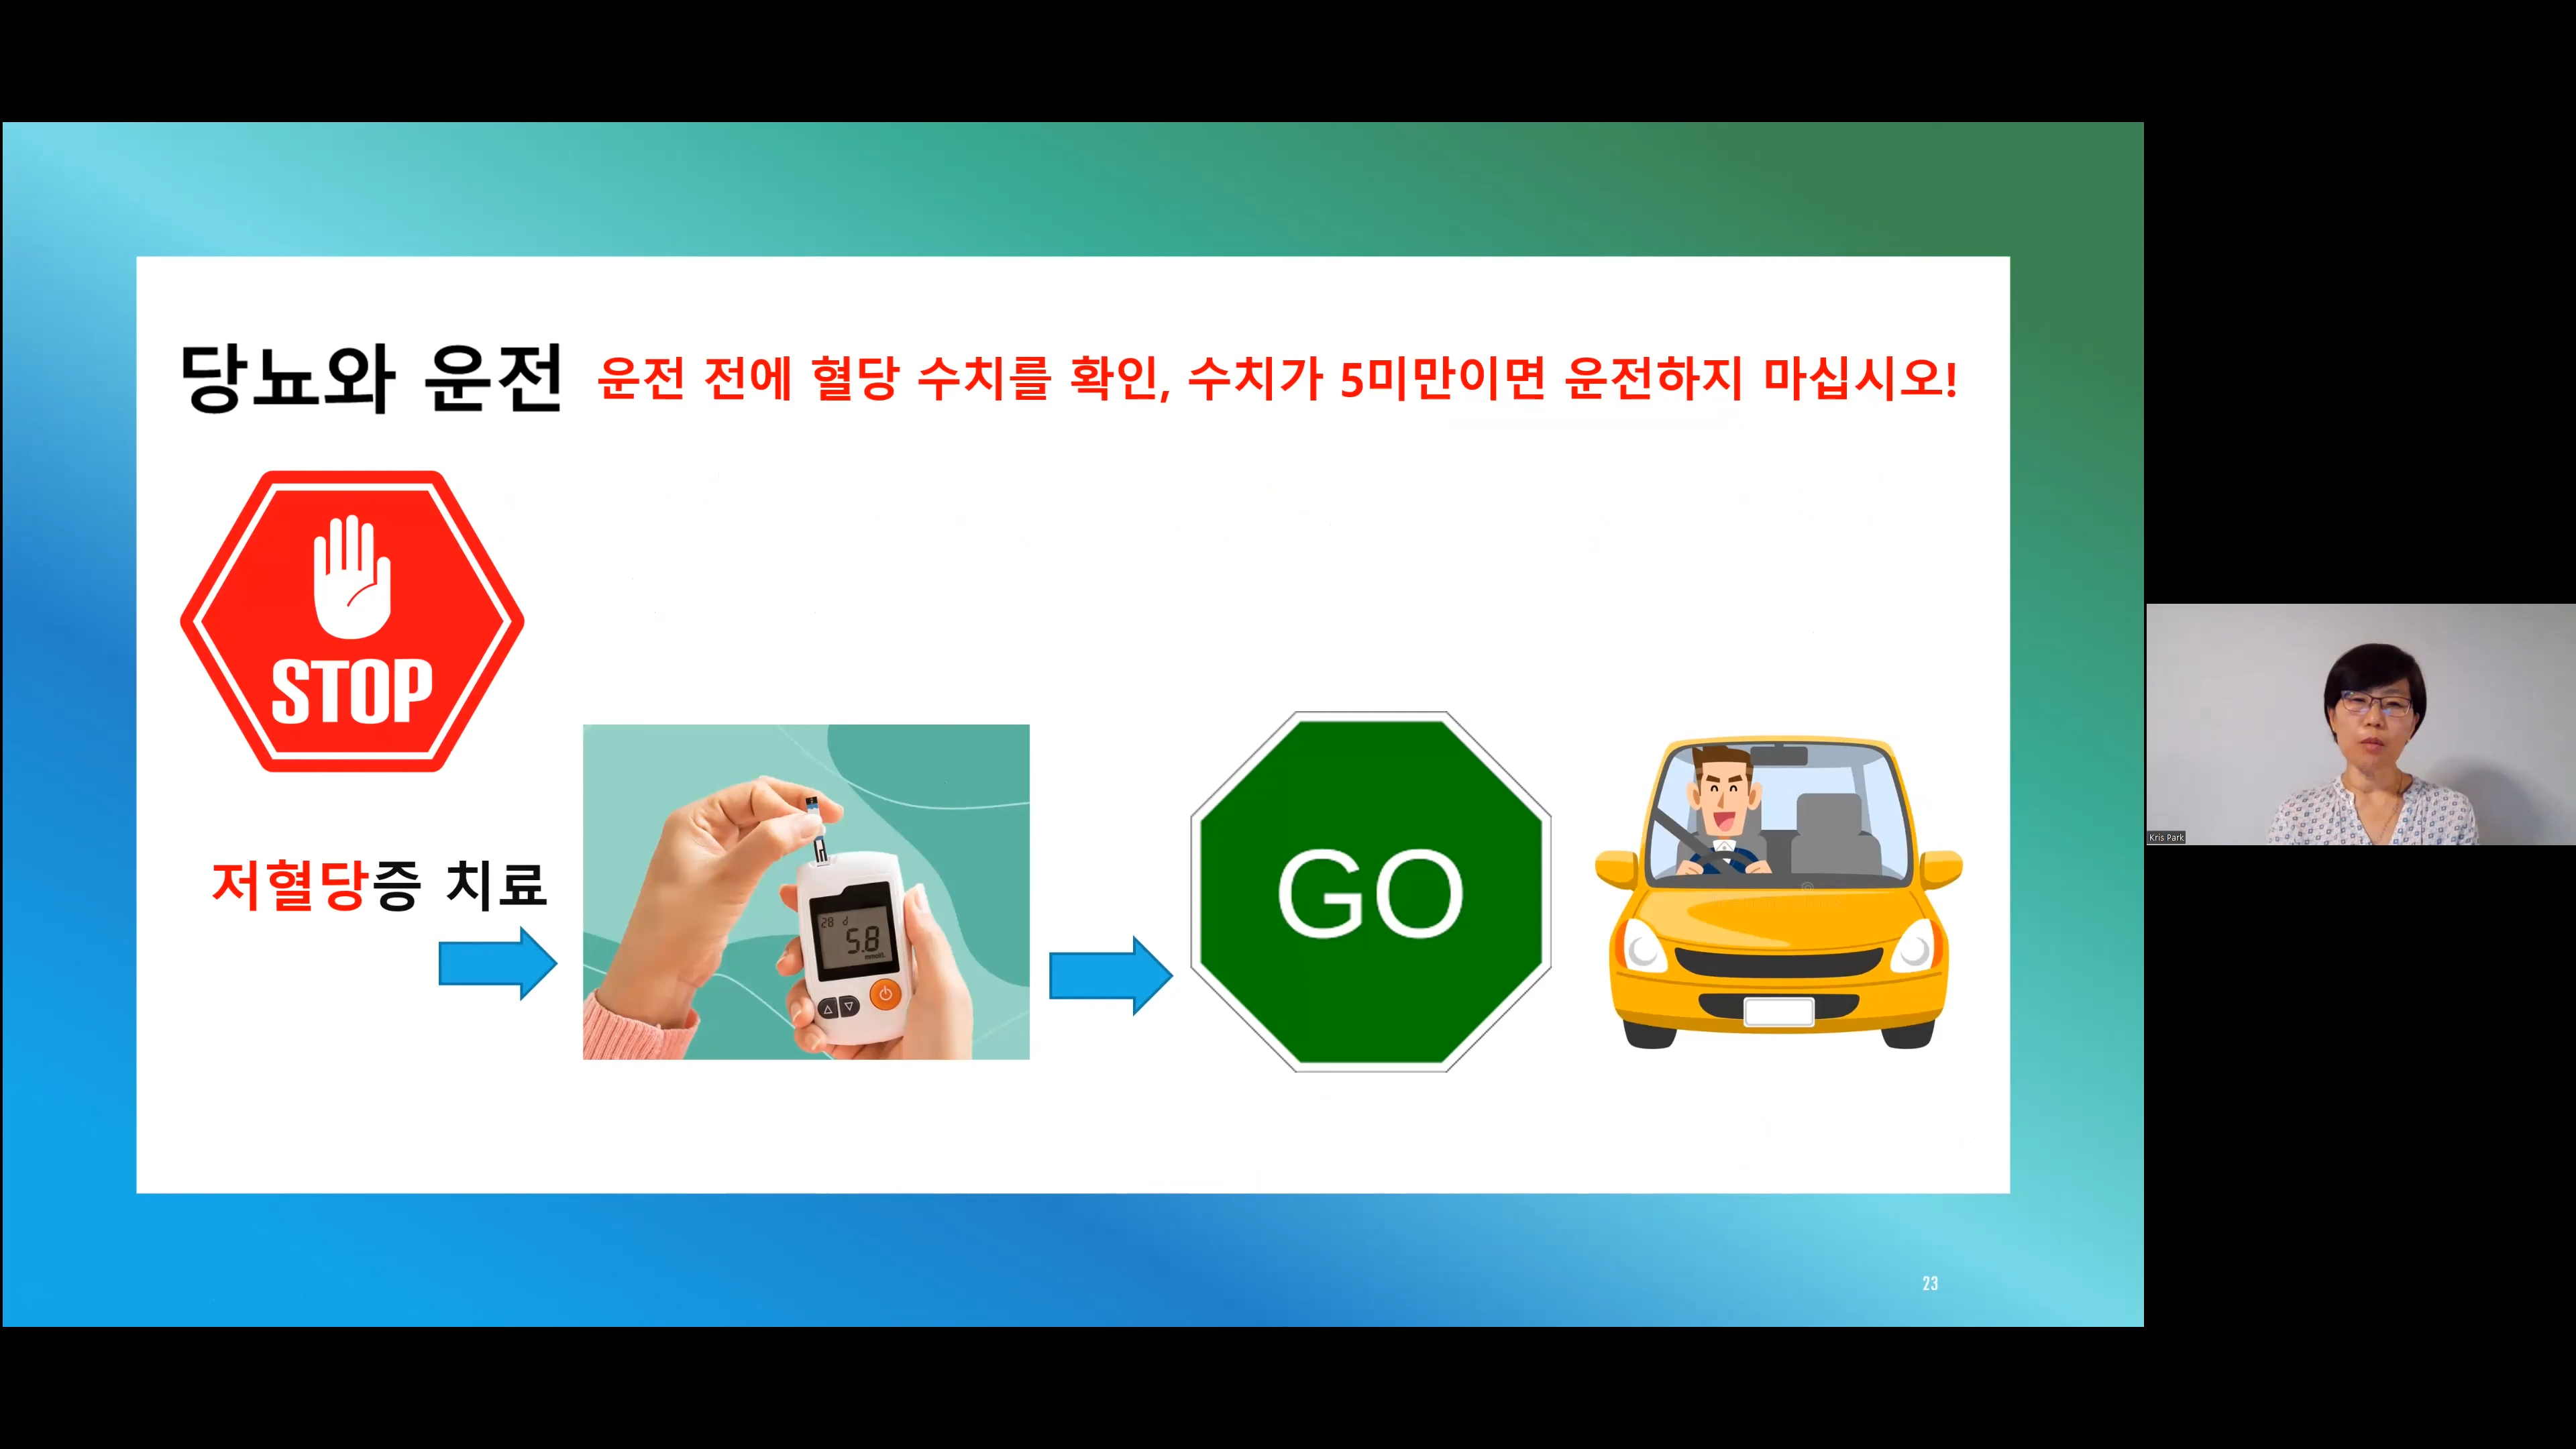 당뇨와 운전
운전 전에 혈당 수치를 확인, 수치가 5미만이면 운전하지 마십시오!
STOP
저혈당증 치료
28 d
5.8
mmol/L
GO
Kris Park
23